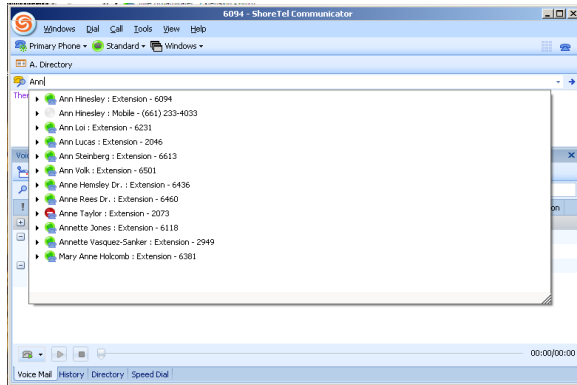 6094 - ShoreTel Communicator
Windows Dial Call Tools View Help
Primary Phone Standard Windows
A. Directory
Ann
Ther
Ann Hinesley : Extension - 6094
Ann Hinesley : Mobile - (661) 233-4033
Ann Loi : Extension - 6231
Ann Lucas : Extension - 2046
Ann Steinberg : Extension - 6613
Ann Volk : Extension - 6501
Anne Hemsley Dr. : Extension - 6436
Anne Rees Dr. : Extension - 6460
Anne Taylor : Extension - 2073
Annette Jones : Extension - 6118
Annette Vasquez-Sanker : Extension - 2949
Mary Anne Holcomb : Extension - 6381
Voic
on
00:00/00:00
Voice Mail History Directory Speed Dial